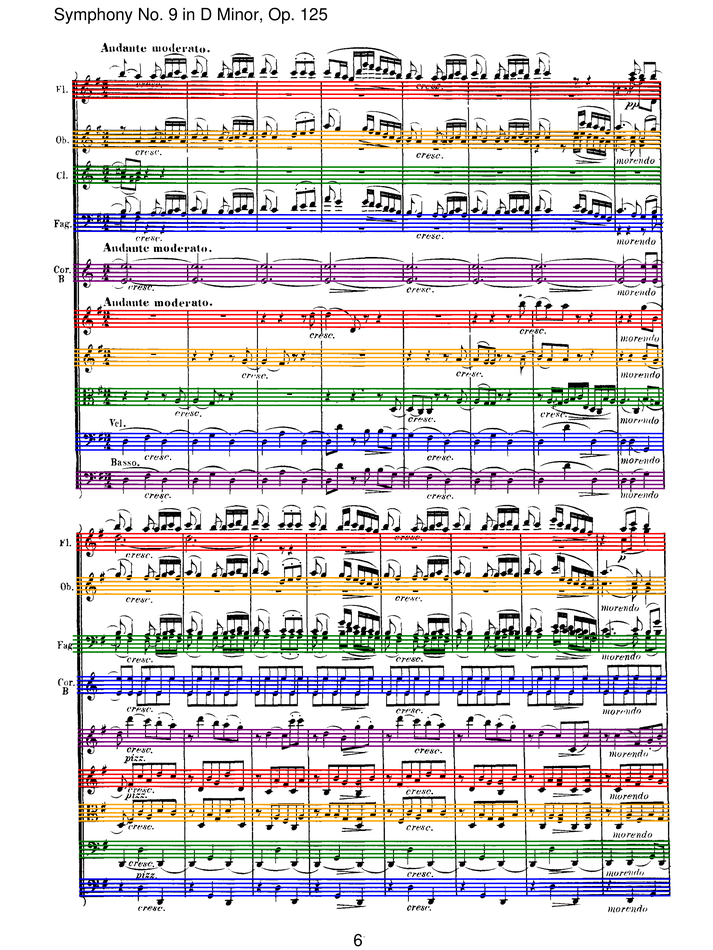 Symphony No. 9 in D Minor, Op. 125
Andante moderato.
Fl.
cresc. cresc. pp
Ob.
cresc. cresc. morendo
Cl.
Fag.
cresc. cresc. morendo
Andante moderato.
Cor. B
cresc. cresc. morendo
Andante moderato.
cresc. cresc. morendo
cresc. cresc. morendo
cresc. cresc. morendo
Vcl.
cresc. cresc. morendo
Basso.
cresc. cresc. morendo
Fl.
cresc. cresc. p
Ob.
cresc. cresc. morendo
Fag
cresc. cresc. morendo
Cor. B
cresc. cresc. morendo
cresc. cresc. morendo
pizz.
cresc. cresc. morendo
pizz.
cresc. cresc. morendo
cresc. cresc. morendo
pizz.
cresc. cresc. morendo
6